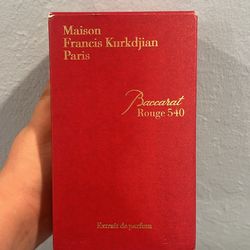 Maison
Francis Kurkdjian
Paris
Baccarat
Rouge 540
Extrait de parfum